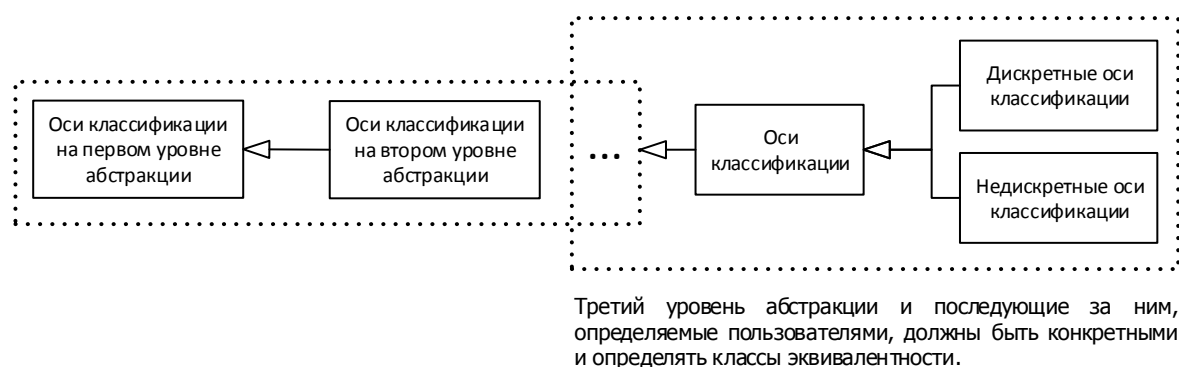 Оси классификации
на первом уровне
абстракции
Оси классификации
на втором уровне
абстракции
...
Оси
классификации
Дискретные оси
классификации
Недискретные оси
классификации
Третий уровень абстракции и последующие за ним,
определяемые пользователями, должны быть конкретными
и определять классы эквивалентности.